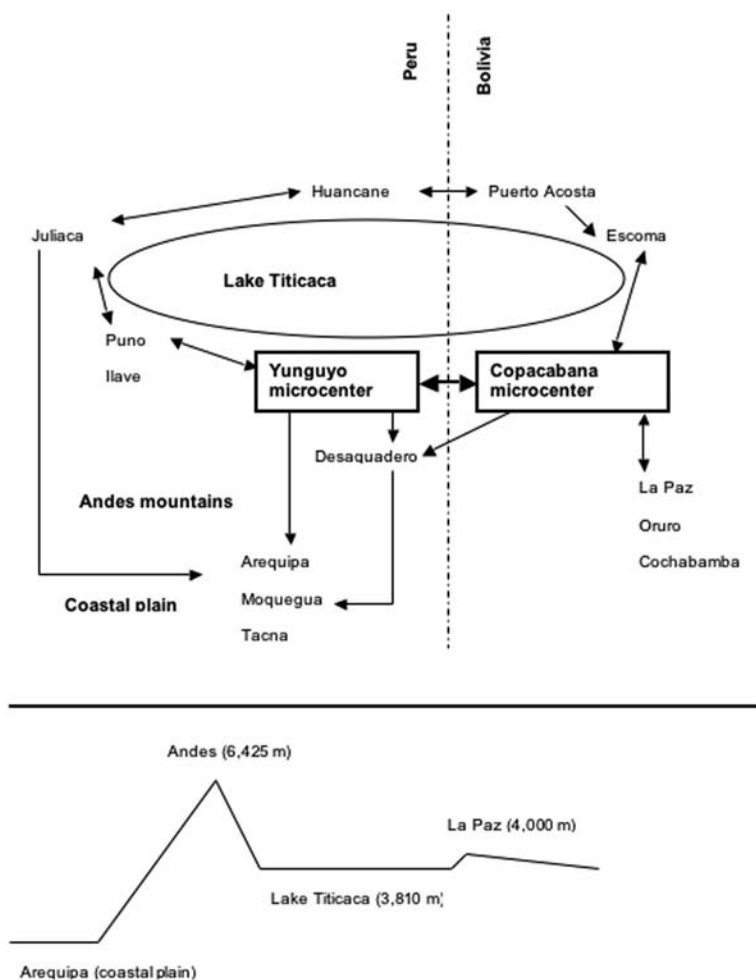 Peru
Bolivia
Huancane
Puerto Acosta
Juliaca
Escoma
Lake Titicaca
Puno
Ilave
Yunguyo
microcenter
Copacabana
microcenter
Desaquadero
La Paz
Andes mountains
Oruro
Arequipa
Cochabamba
Coastal plain
Moquegua
Tacna
Andes (6,425 m)
La Paz (4,000 m)
Lake Titicaca (3,810 m)
Arequipa (coastal plain)